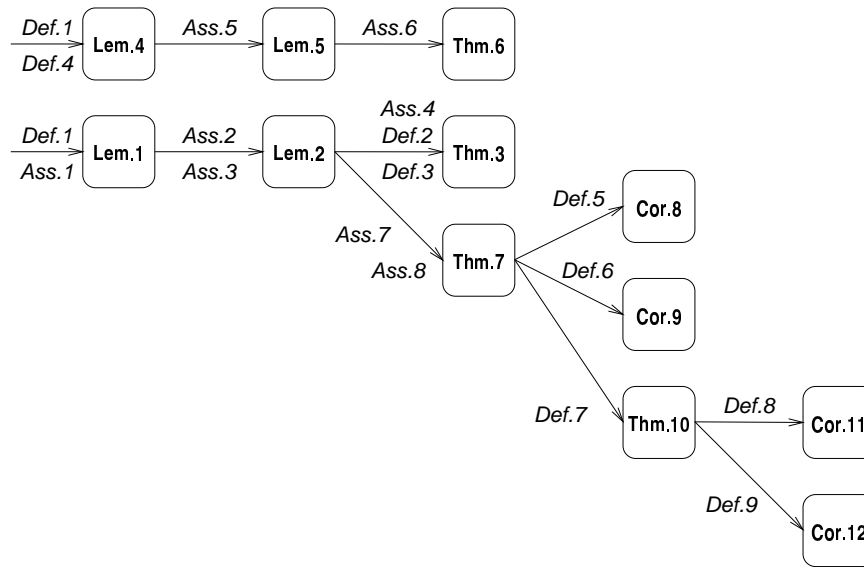 Def.1
Def.4
Lem.4
Ass.5
Lem.5
Ass.6
Thm.6
Def.1
Ass.1
Lem.1
Ass.2
Ass.3
Lem.2
Ass.4
Def.2
Def.3
Thm.3
Ass.7
Ass.8
Thm.7
Def.5
Cor.8
Def.6
Cor.9
Def.7
Thm.10
Def.8
Cor.11
Def.9
Cor.12